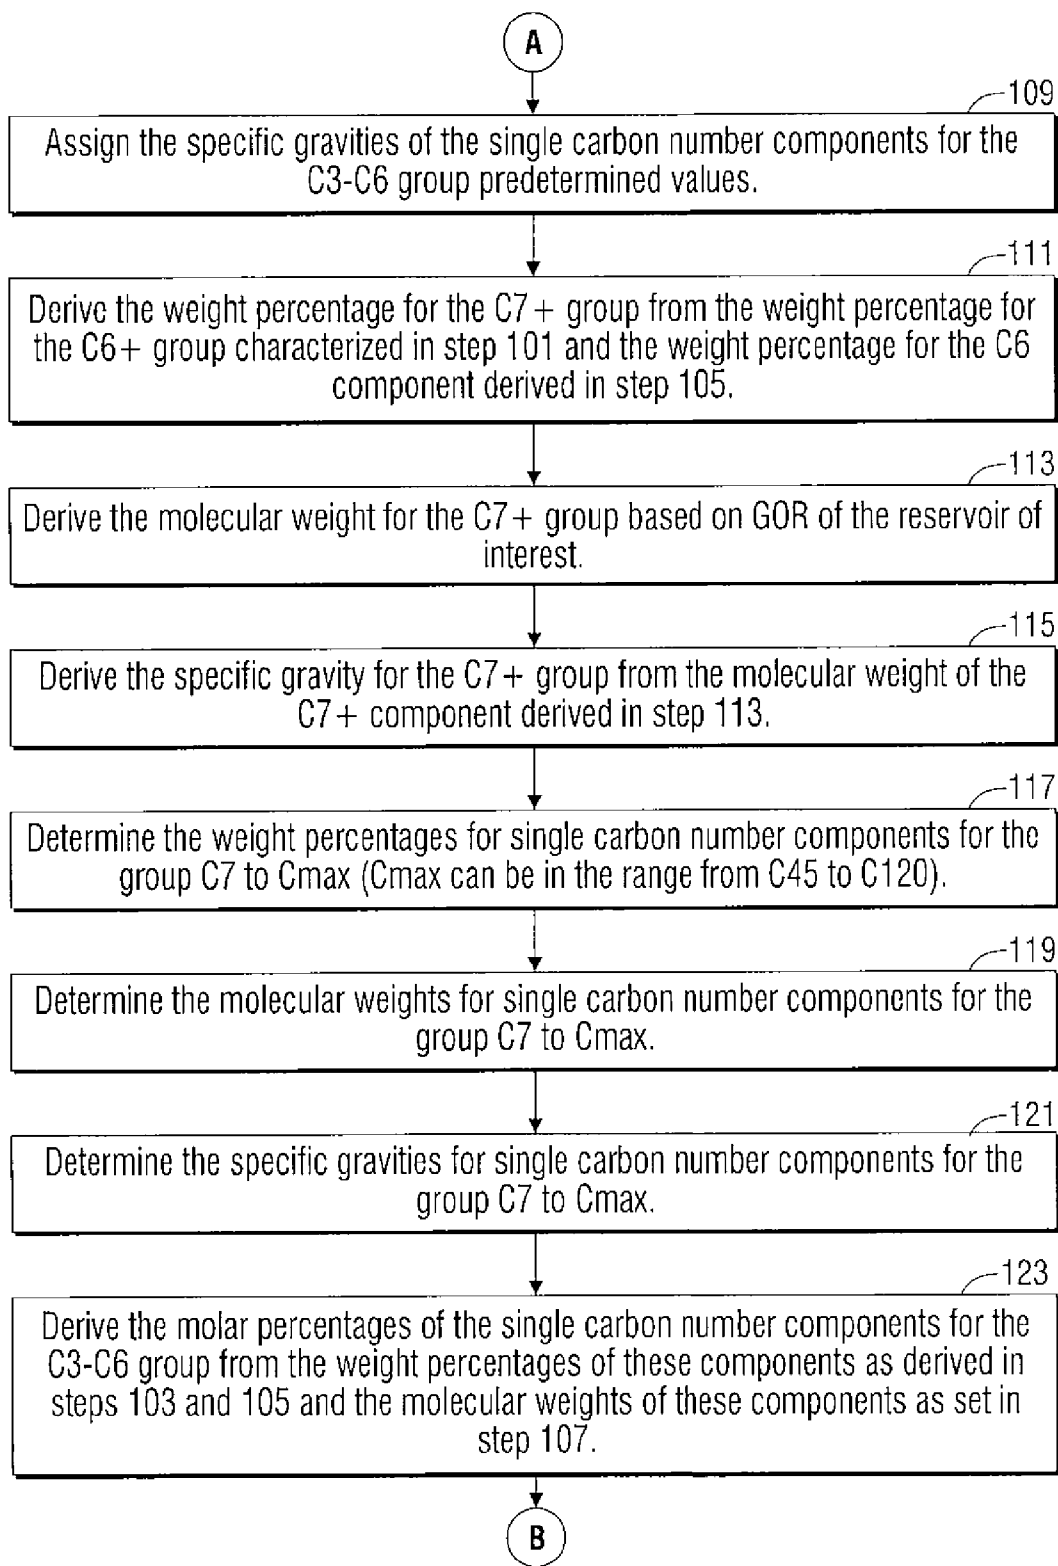 A
109
Assign the specific gravities of the single carbon number components for the
C3-C6 group predetermined values.
111
Derive the weight percentage for the C7+ group from the weight percentage for
the C6+ group characterized in step 101 and the weight percentage for the C6
component derived in step 105.
113
Derive the molecular weight for the C7+ group based on GOR of the reservoir of
interest.
115
Derive the specific gravity for the C7+ group from the molecular weight of the
C7+ component derived in step 113.
117
Determine the weight percentages for single carbon number components for the
group C7 to Cmax (Cmax can be in the range from C45 to C120).
119
Determine the molecular weights for single carbon number components for the
group C7 to Cmax.
121
Determine the specific gravities for single carbon number components for the
group C7 to Cmax.
123
Derive the molar percentages of the single carbon number components for the
C3-C6 group from the weight percentages of these components as derived in
steps 103 and 105 and the molecular weights of these components as set in
step 107.
B